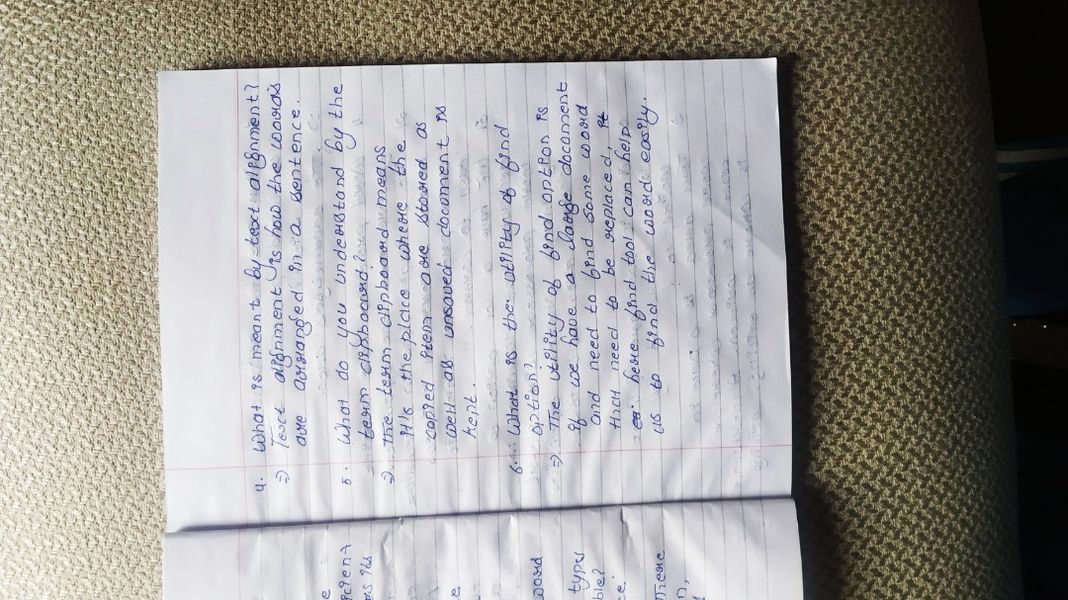 4. What is meant by text alignment?
=) Text alignment is how the words
are arranged in a sentence.
5. What do you understand by the
term clipboard?
=) the term clipboard means
It is the place where the
copied item are stored as
well as unsaved document is
kept.
6. What is the utility of find
option?
=) The utility of find option is
if we have a large document
and need to find some word
that need to be replaced, it
here find tool can help
us to find the word easily.
word
type
ble?
ce.
There
n,